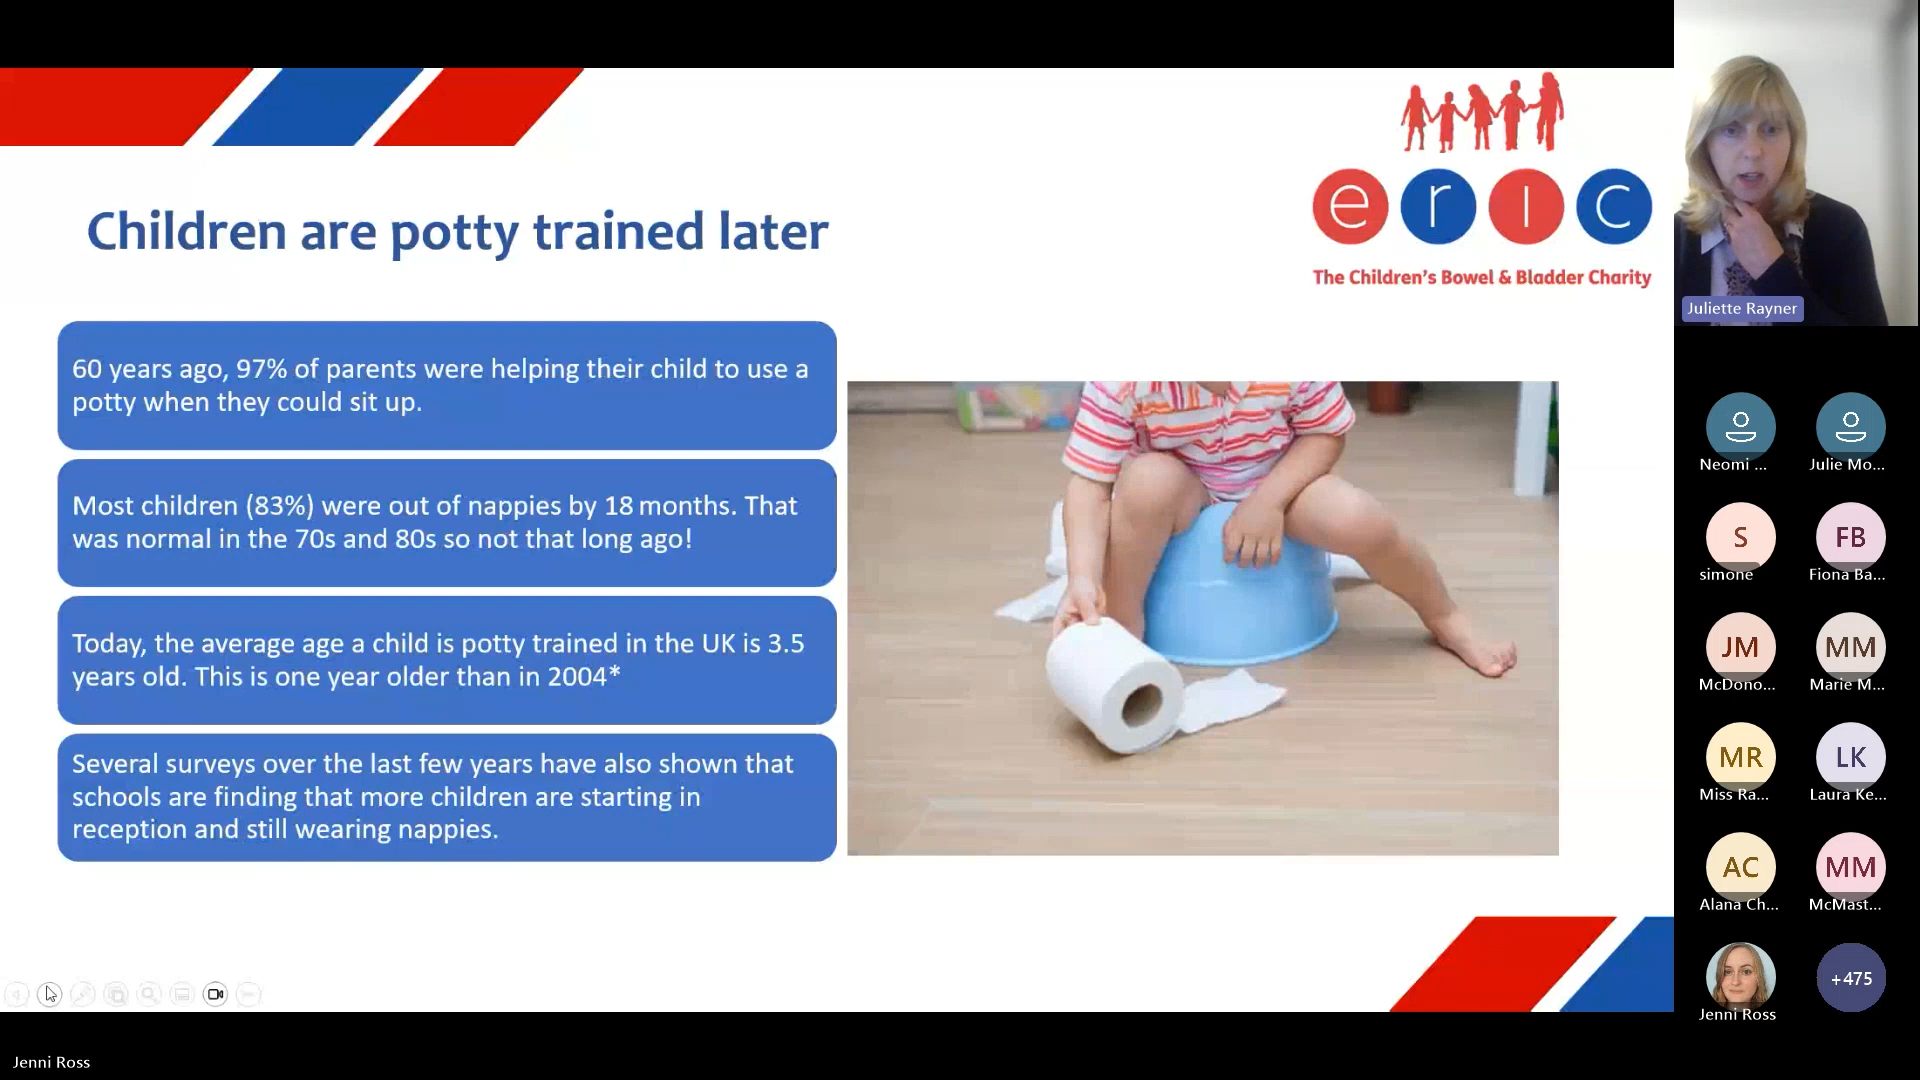 Children are potty trained later
eric
The Children's Bowel & Bladder Charity
60 years ago, 97% of parents were helping their child to use a
potty when they could sit up.
Most children (83%) were out of nappies by 18 months. That
was normal in the 70s and 80s so not that long ago!
Today, the average age a child is potty trained in the UK is 3.5
years old. This is one year older than in 2004*
Several surveys over the last few years have also shown that
schools are finding that more children are starting in
reception and still wearing nappies.
Juliette Rayner
Neomi ...
Julie Mo...
S
simone
FB
Fiona Ba...
JM
McDono...
MM
Marie M...
MR
Miss Ra...
LK
Laura Ke...
AC
Alana Ch...
MM
McMast...
Jenni Ross
+475
Jenni Ross